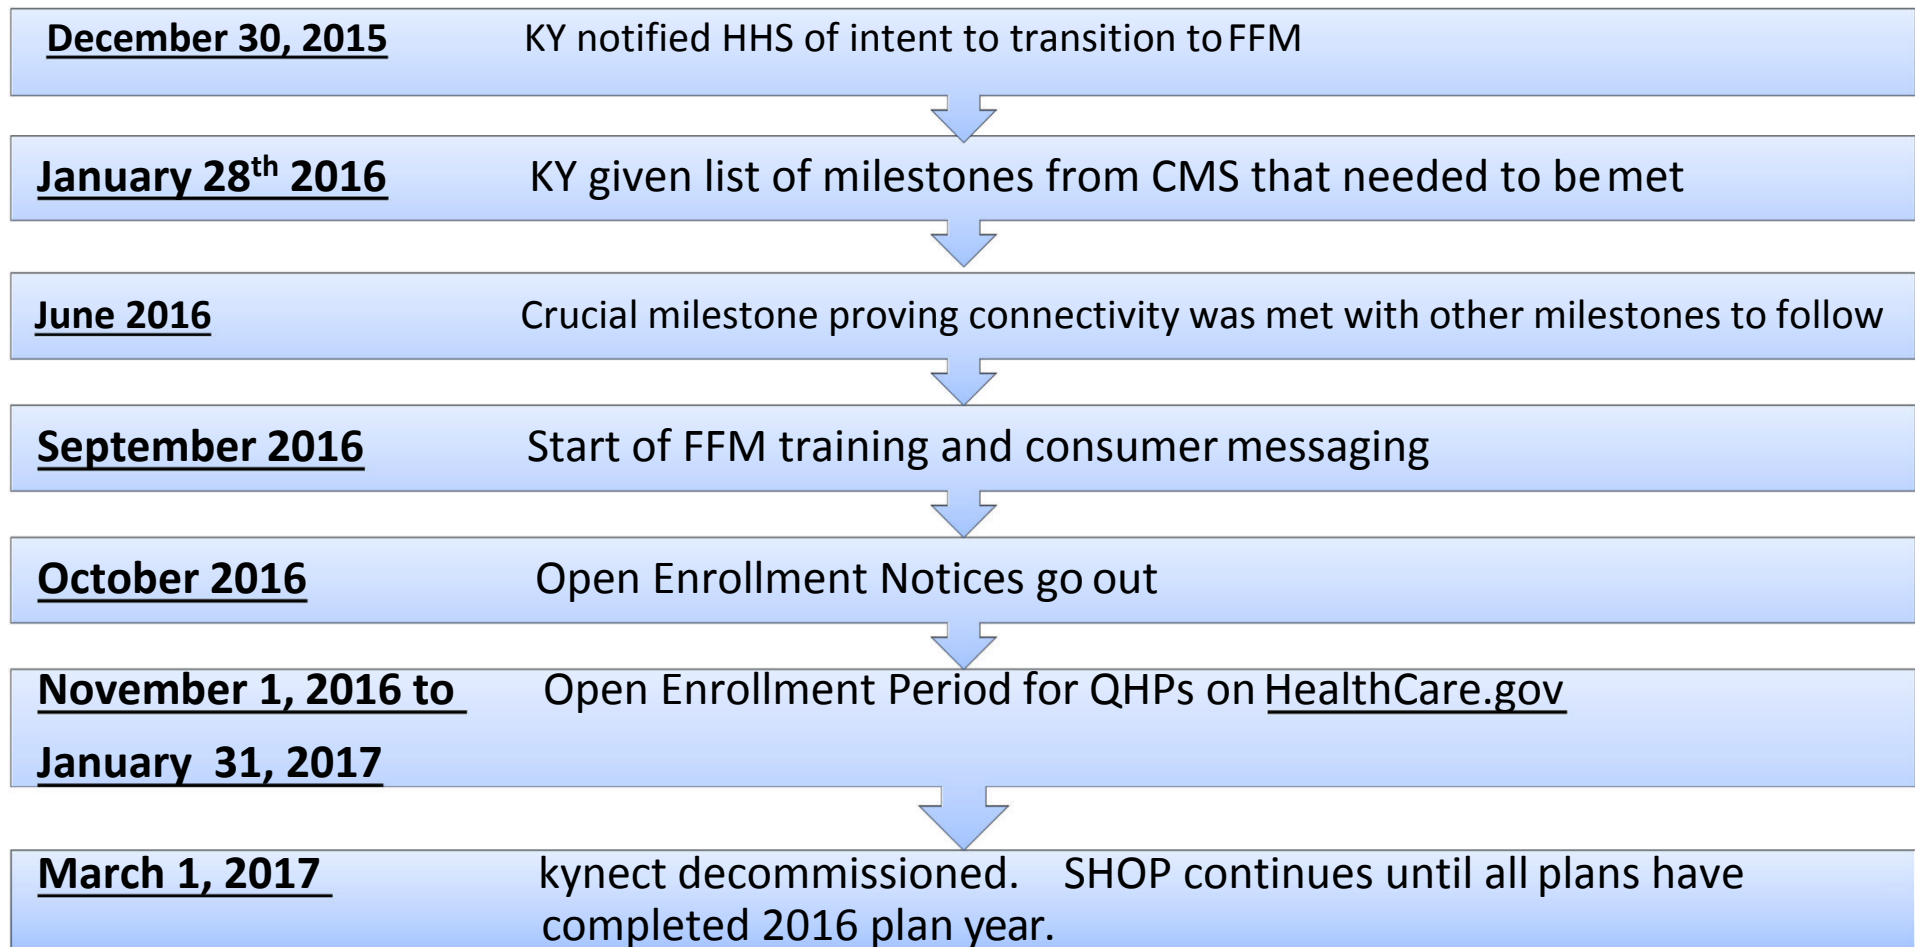 December 30, 2015 KY notified HHS of intent to transition to FFM
January 28th 2016 KY given list of milestones from CMS that needed to be met
June 2016 Crucial milestone proving connectivity was met with other milestones to follow
September 2016 Start of FFM training and consumer messaging
October 2016 Open Enrollment Notices go out
November 1, 2016 to Open Enrollment Period for QHPs on HealthCare.gov
January 31, 2017
March 1, 2017 kynect decommissioned. SHOP continues until all plans have
completed 2016 plan year.